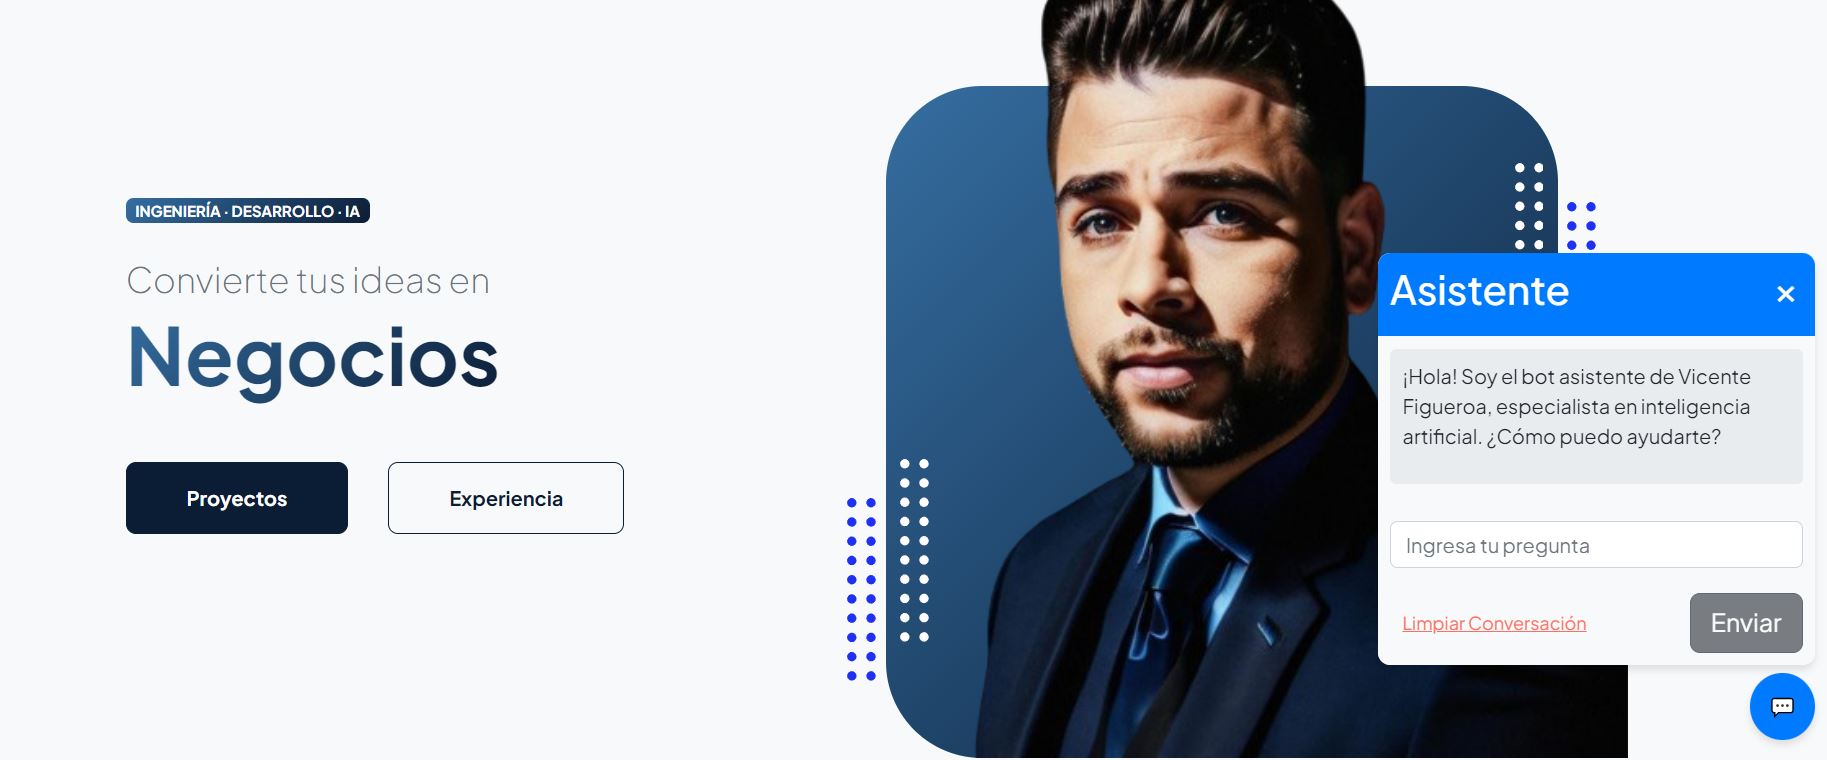 INGENIERÍA · DESARROLLO · IA
Convierte tus ideas en
Negocios
Proyectos
Experiencia
Asistente
¡Hola! Soy el bot asistente de Vicente
Figueroa, especialista en inteligencia
artificial. ¿Cómo puedo ayudarte?
Ingresa tu pregunta
Limpiar Conversación
Enviar